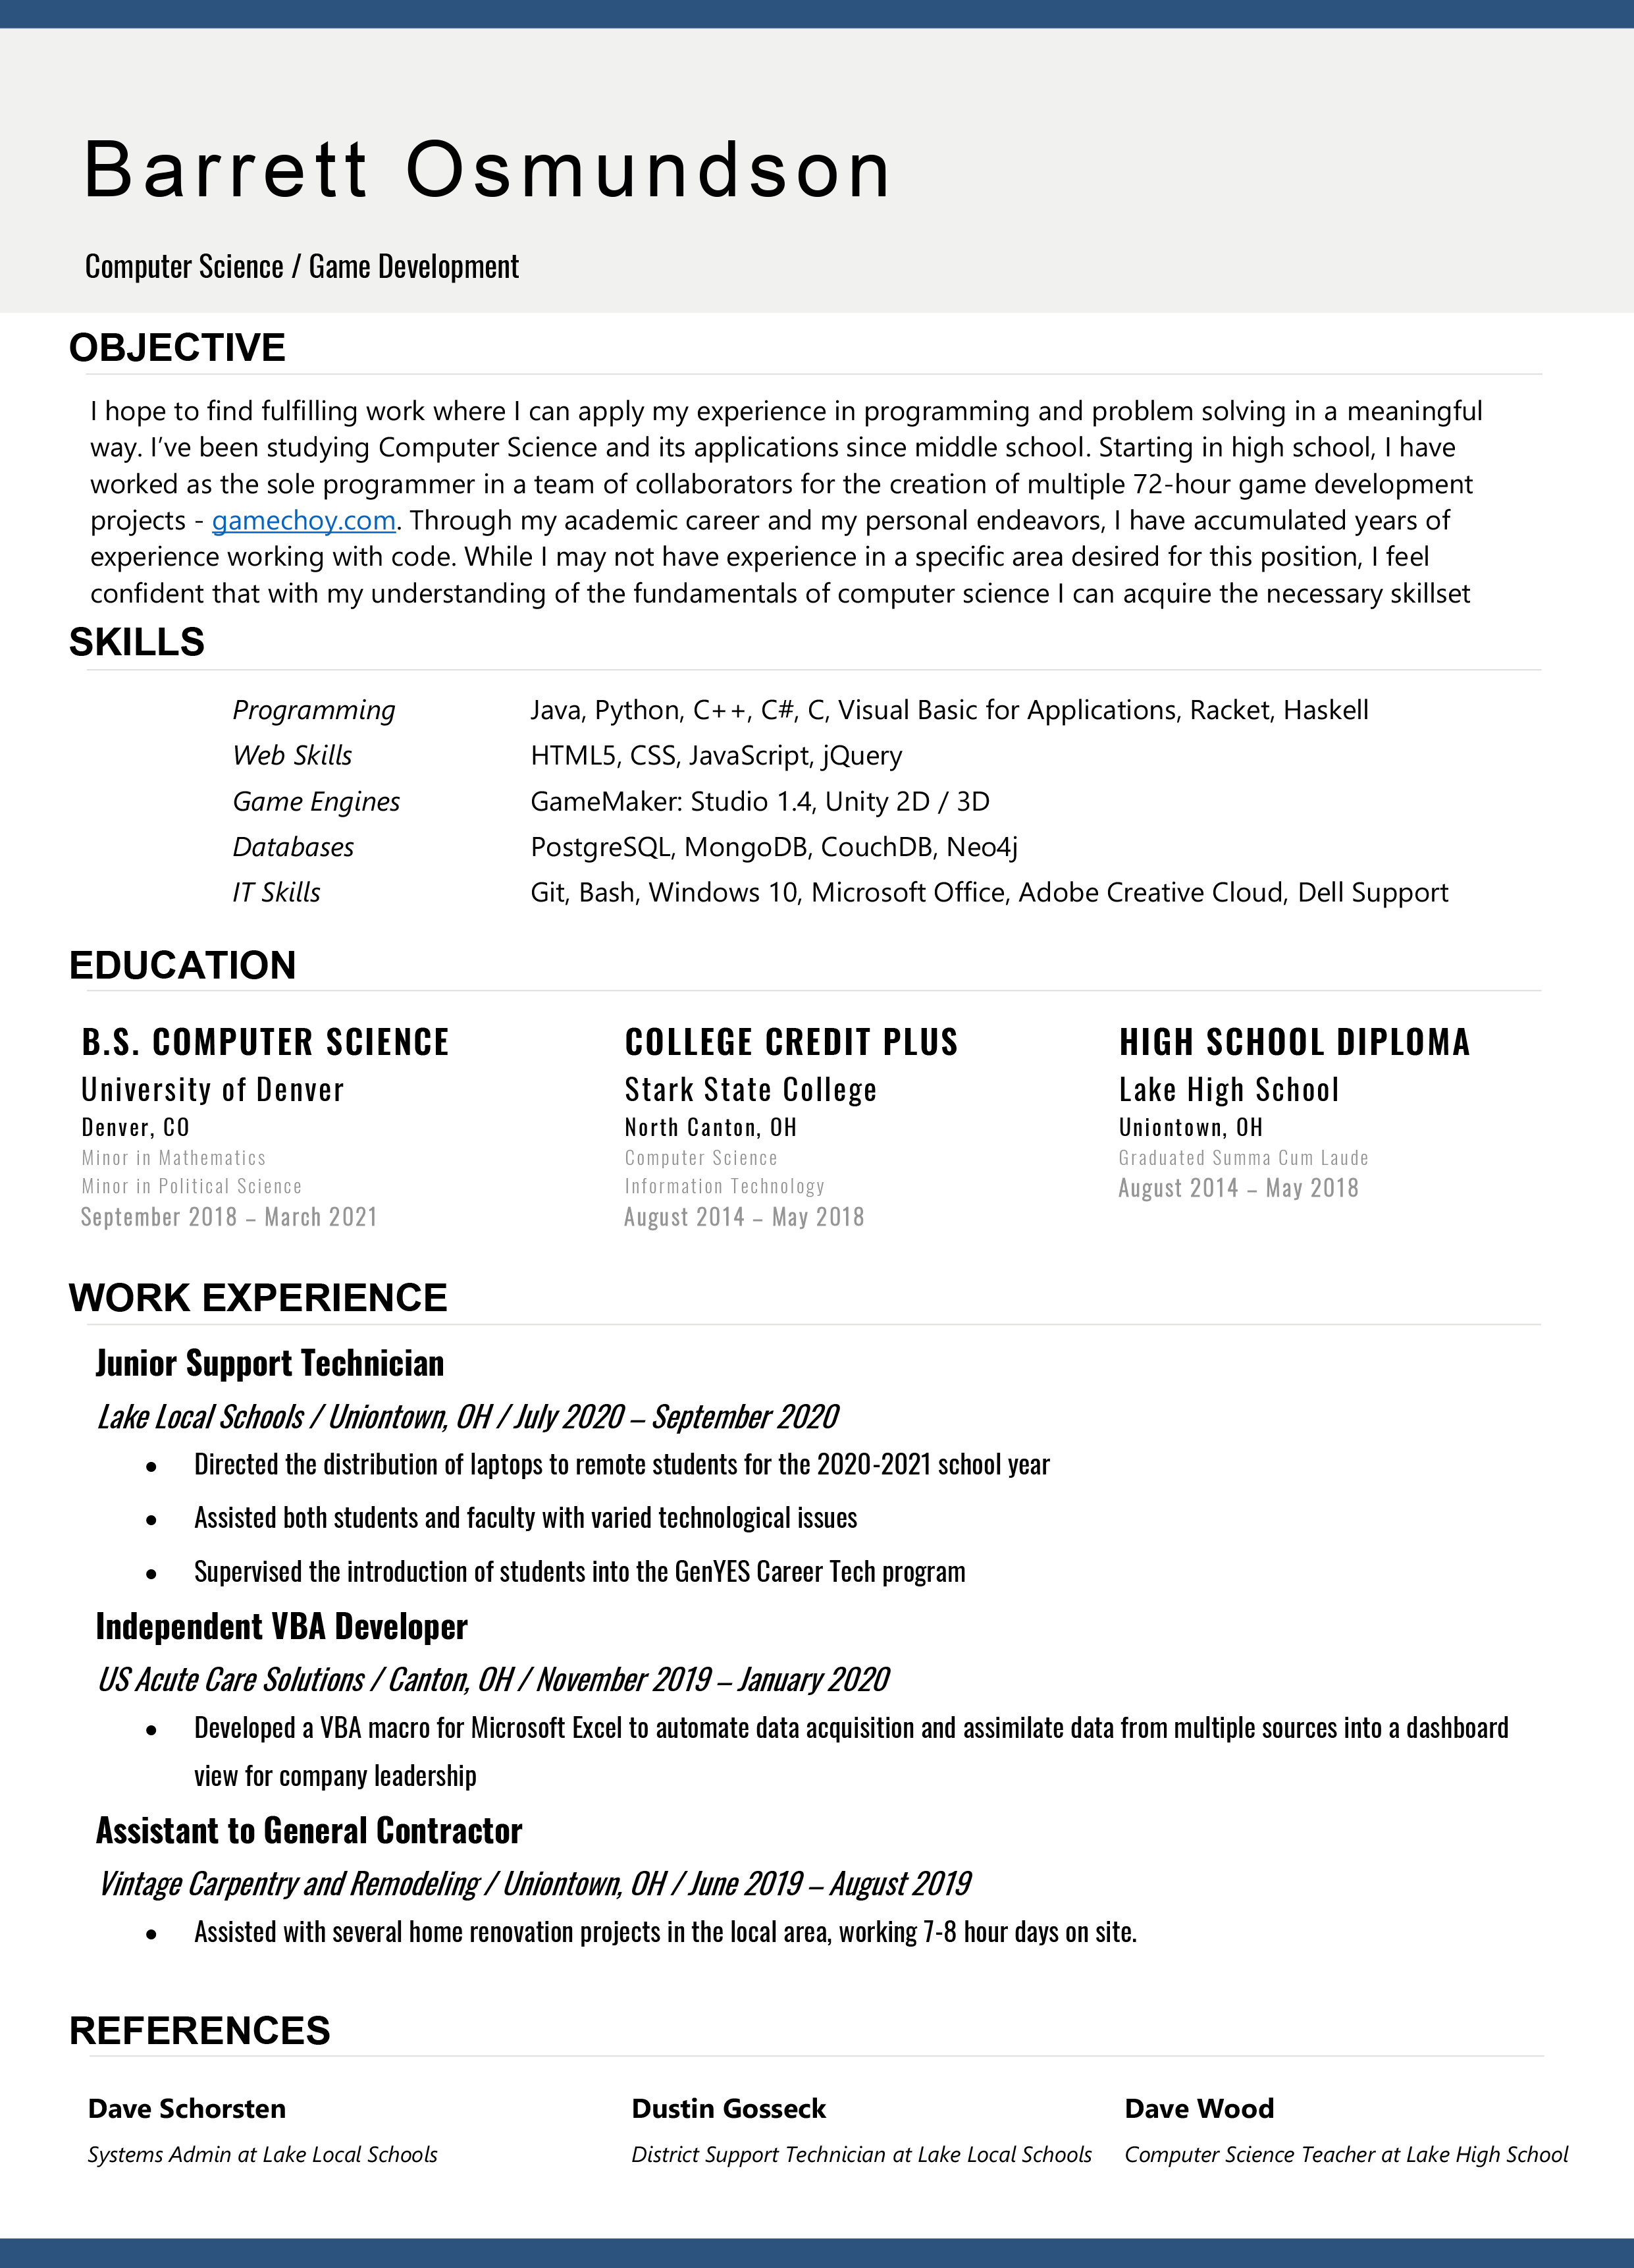 Barrett Osmundson
Computer Science / Game Development
OBJECTIVE
I hope to find fulfilling work where I can apply my experience in programming and problem solving in a meaningful
way. I’ve been studying Computer Science and its applications since middle school. Starting in high school, I have
worked as the sole programmer in a team of collaborators for the creation of multiple 72-hour game development
projects - gamechoy.com. Through my academic career and my personal endeavors, I have accumulated years of
experience working with code. While I may not have experience in a specific area desired for this position, I feel
confident that with my understanding of the fundamentals of computer science I can acquire the necessary skillset
SKILLS
Programming Java, Python, C++, C#, C, Visual Basic for Applications, Racket, Haskell
Web Skills HTML5, CSS, JavaScript, jQuery
Game Engines GameMaker: Studio 1.4, Unity 2D / 3D
Databases PostgreSQL, MongoDB, CouchDB, Neo4j
IT Skills Git, Bash, Windows 10, Microsoft Office, Adobe Creative Cloud, Dell Support
EDUCATION
B.S. COMPUTER SCIENCE
University of Denver
Denver, CO
Minor in Mathematics
Minor in Political Science
September 2018 – March 2021
COLLEGE CREDIT PLUS
Stark State College
North Canton, OH
Computer Science
Information Technology
August 2014 – May 2018
HIGH SCHOOL DIPLOMA
Lake High School
Uniontown, OH
Graduated Summa Cum Laude
August 2014 – May 2018
WORK EXPERIENCE
Junior Support Technician
Lake Local Schools / Uniontown, OH / July 2020 – September 2020
• Directed the distribution of laptops to remote students for the 2020-2021 school year
• Assisted both students and faculty with varied technological issues
• Supervised the introduction of students into the GenYES Career Tech program
Independent VBA Developer
US Acute Care Solutions / Canton, OH / November 2019 – January 2020
• Developed a VBA macro for Microsoft Excel to automate data acquisition and assimilate data from multiple sources into a dashboard
view for company leadership
Assistant to General Contractor
Vintage Carpentry and Remodeling / Uniontown, OH / June 2019 – August 2019
• Assisted with several home renovation projects in the local area, working 7-8 hour days on site.
REFERENCES
Dave Schorsten
Systems Admin at Lake Local Schools
Dustin Gosseck
District Support Technician at Lake Local Schools
Dave Wood
Computer Science Teacher at Lake High School